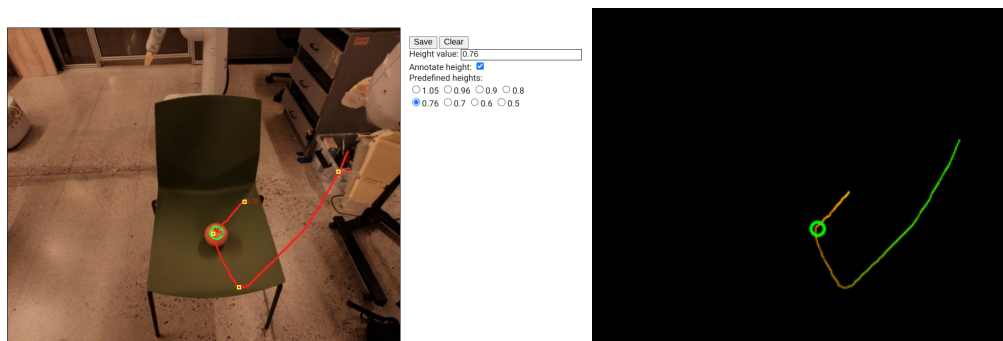 Save Clear
Height value: 0.76
Annotate height:
Predefined heights:
1.05 0.96 0.9 0.8
0.76 0.7 0.6 0.5